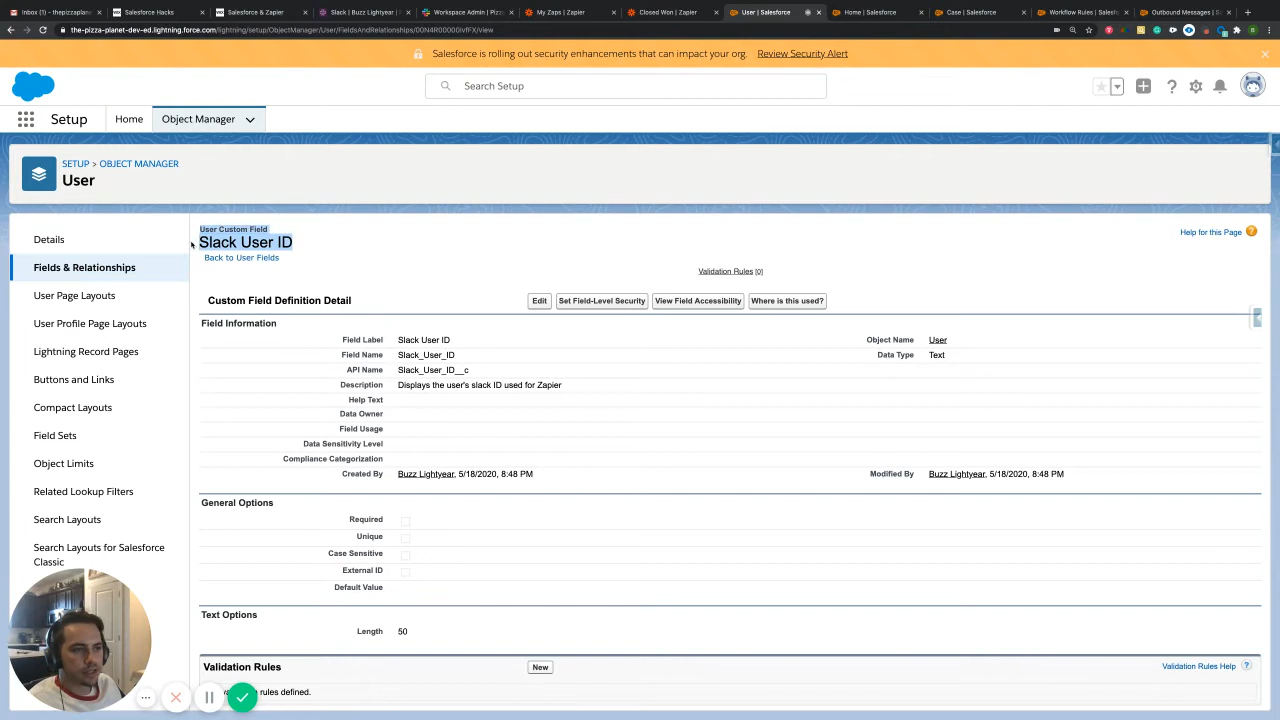 Inbox (1) - thepizzaplane
Salesforce Hacks
Salesforce & Zapier
Slack | Buzz Lightyear |
Workspace Admin | Pizz
My Zaps | Zapier
Closed Won | Zapier
User | Salesforce
Home | Salesforce
Case | Salesforce
Workflow Rules | Salesf
Outbound Messages | S
the-pizza-planet-dev-ed.lightning.force.com/lightning/setup/ObjectManager/User/FieldsAndRelationships/00N4R00000IvfFX/view
Salesforce is rolling out security enhancements that can impact your org. Review Security Alert
Search Setup
Setup
Home
Object Manager
SETUP > OBJECT MANAGER
User
Details
Fields & Relationships
User Page Layouts
User Profile Page Layouts
Lightning Record Pages
Buttons and Links
Compact Layouts
Field Sets
Object Limits
Related Lookup Filters
Search Layouts
Search Layouts for Salesforce
Classic
User Custom Field
Slack User ID
Back to User Fields
Help for this Page
Validation Rules [0]
Custom Field Definition Detail
Edit
Set Field-Level Security
View Field Accessibility
Where is this used?
Field Information
Field Label Slack User ID
Object Name User
Field Name Slack_User_ID
Data Type Text
API Name Slack_User_ID__c
Description Displays the user's slack ID used for Zapier
Help Text
Data Owner
Field Usage
Data Sensitivity Level
Compliance Categorization
Created By Buzz Lightyear, 5/18/2020, 8:48 PM
Modified By Buzz Lightyear, 5/18/2020, 8:48 PM
General Options
Required
Unique
Case Sensitive
External ID
Default Value
Text Options
Length 50
Validation Rules
New
Validation Rules Help
rules defined.